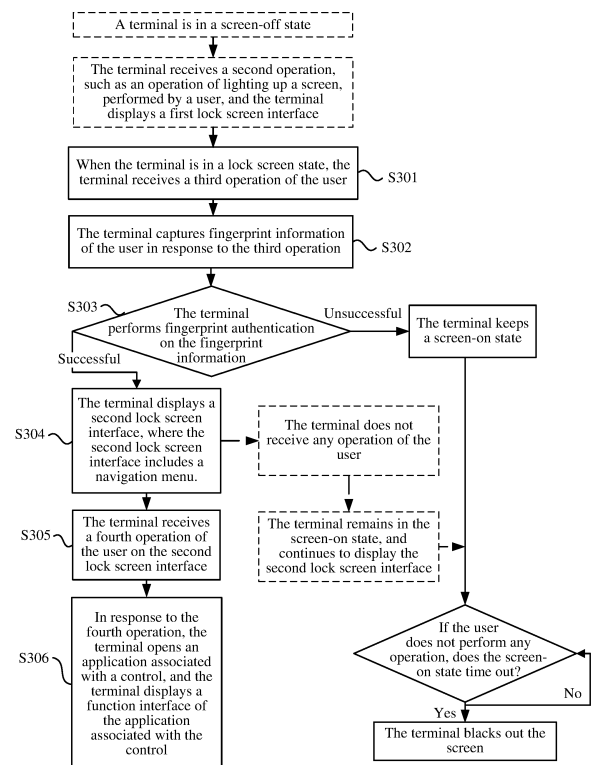 A terminal is in a screen-off state
The terminal receives a second operation,
such as an operation of lighting up a screen,
performed by a user, and the terminal
displays a first lock screen interface
When the terminal is in a lock screen state, the
terminal receives a third operation of the user
S301
The terminal captures fingerprint information
of the user in response to the third operation
S302
S303
The terminal
performs fingerprint authentication
on the fingerprint
information
Unsuccessful
The terminal keeps
a screen-on state
Successful
The terminal displays a
second lock screen
interface, where the
second lock screen
interface includes a
navigation menu.
S304
The terminal does not
receive any operation of the
user
The terminal receives
a fourth operation of
the user on the second
lock screen interface
S305
The terminal remains in the
screen-on state, and
continues to display the
second lock screen interface
In response to the
fourth operation, the
terminal opens an
application associated
with a control, and the
terminal displays a
function interface of
the application
associated with the
control
S306
If the user
does not perform any
operation, does the screen-
on state time out?
No
Yes
The terminal blacks out the
screen